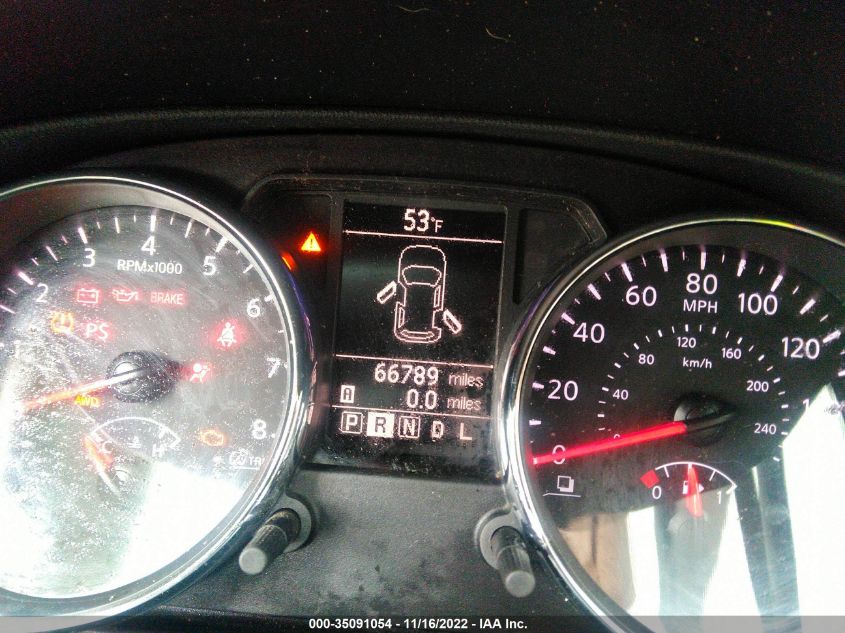 53°F
RPMx1000
1 2 3 4 5 6 7 8
BRAKE
PS
AWD
C H
66789 miles
A 0.0 miles
P R N D L
0 20 40 60 80 100 120
MPH
40 80 120 160 200 240
km/h
0 1
000-35091054 - 11/16/2022 - IAA Inc.